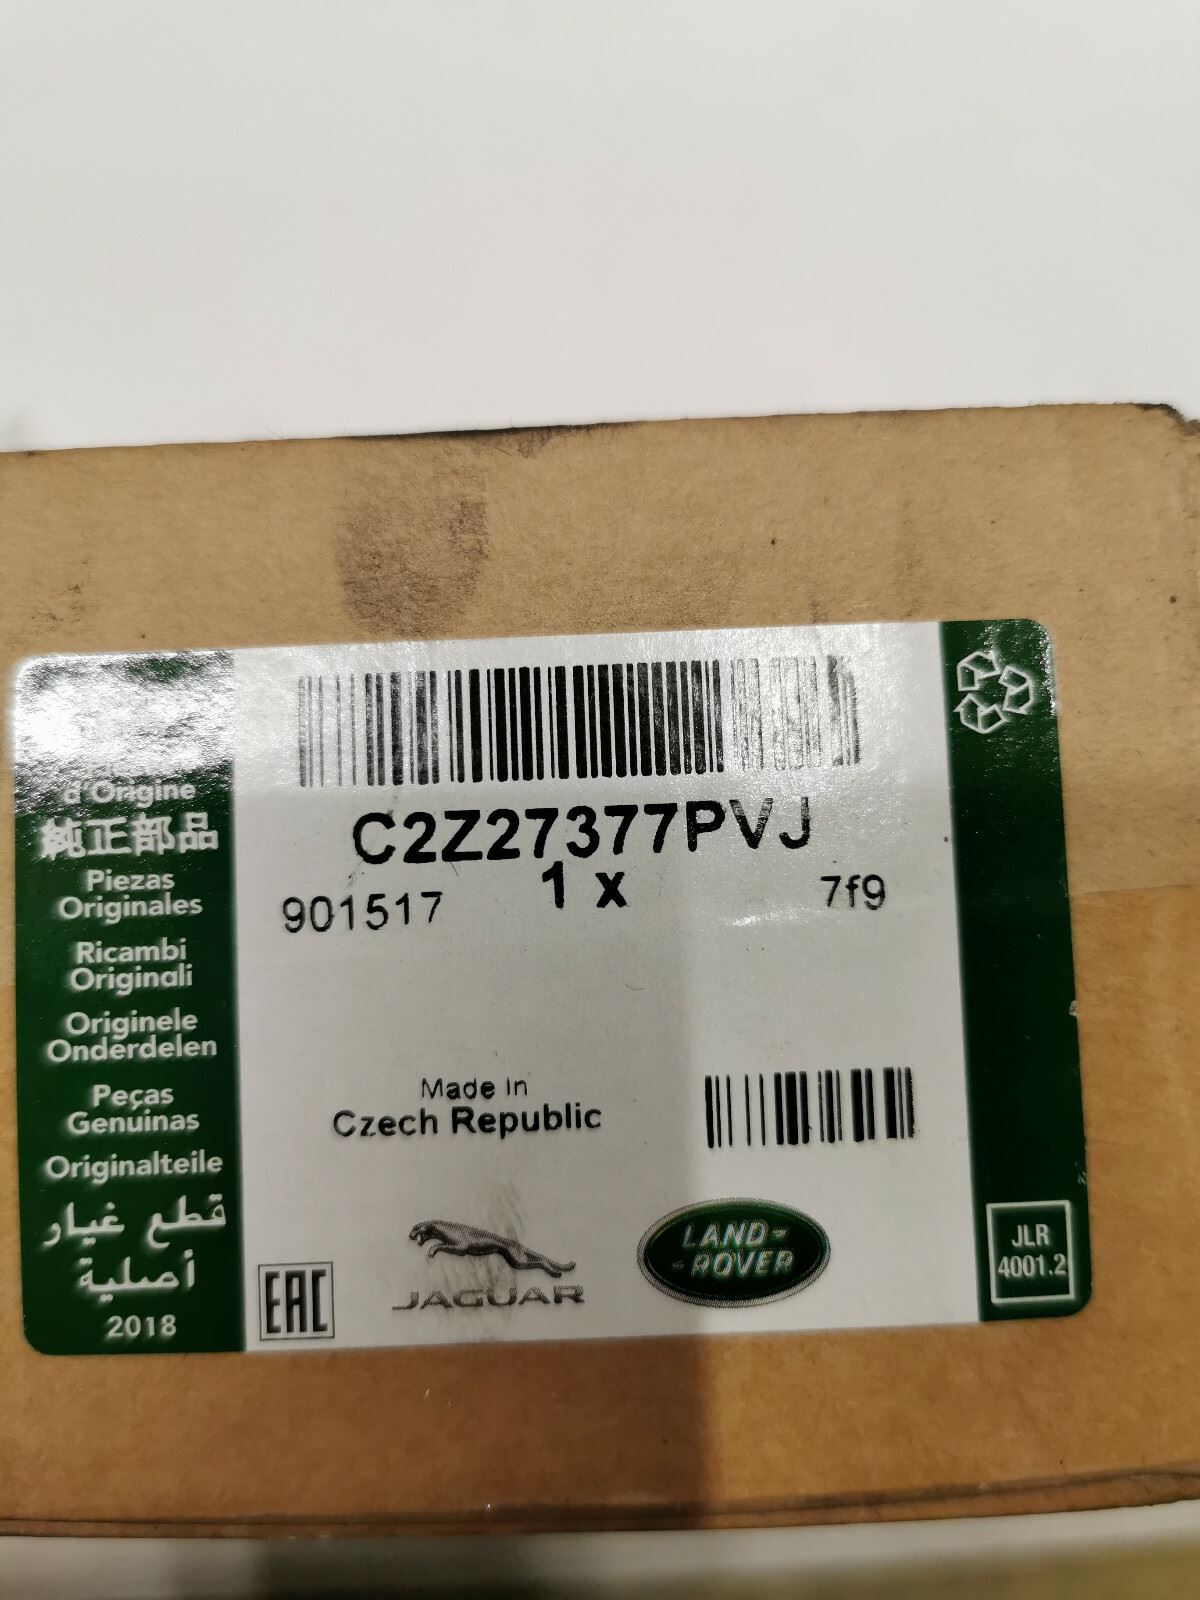 C2Z27377PVJ
901517 1 x 7f9
Made In
Czech Republic
d'Origine
純正部品
Piezas
Originales
Ricambi
Originali
Originele
Onderdelen
Peças
Genuinas
Originalteile
قطع غيار
أصلية
2018
EAC
JAGUAR
LAND-
-ROVER
JLR
4001.2